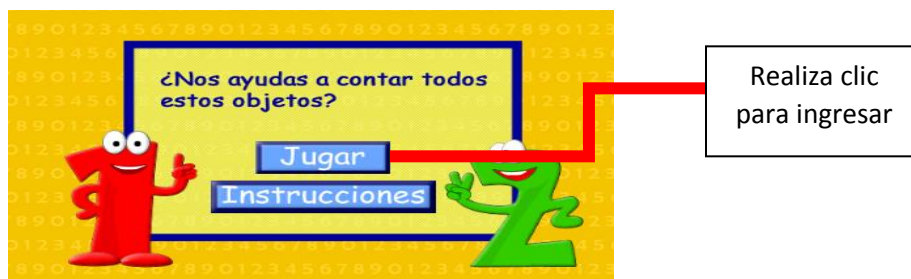 ¿Nos ayudas a contar todos
estos objetos?
Jugar
Instrucciones
Realiza clic
para ingresar